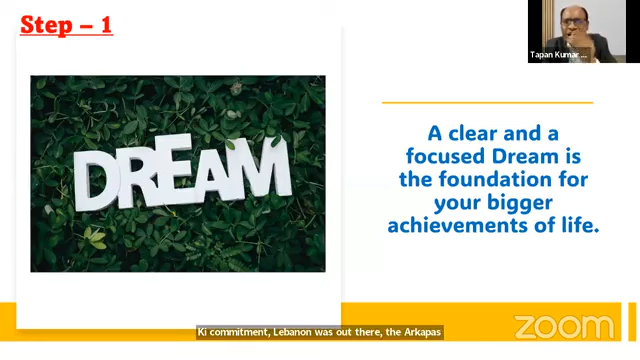 Step – 1
Tapan Kumar ...
DREAM
A clear and a
focused Dream is
the foundation for
your bigger
achievements of life.
Ki commitment, Lebanon was out there, the Arkapas
zoom